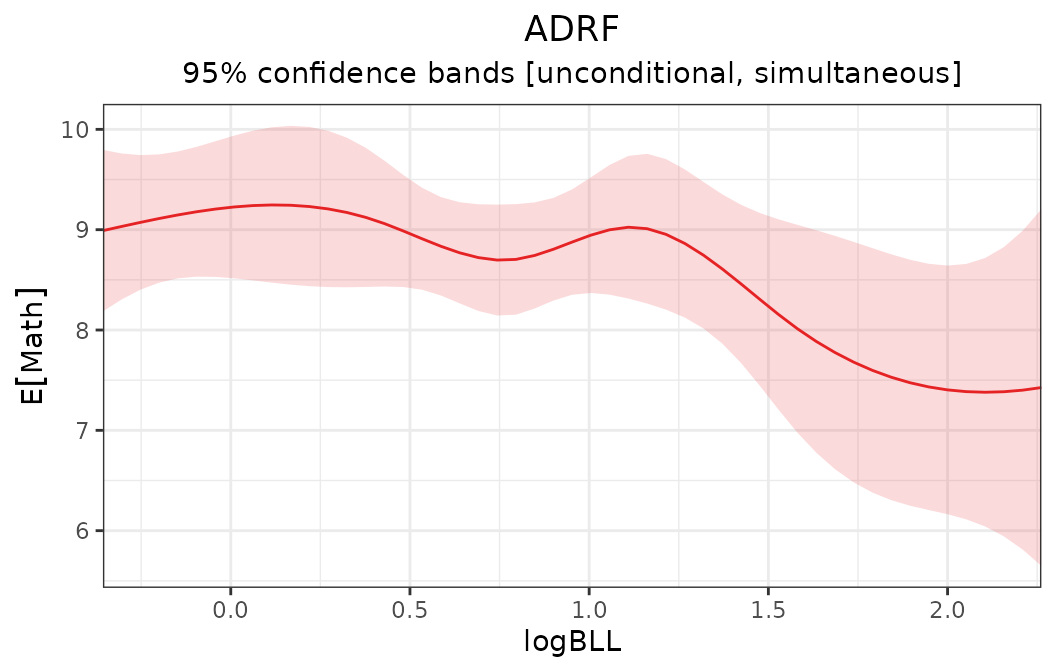 ADRF
95% confidence bands [unconditional, simultaneous]
E[Math]
10
9
8
7
6
0.0 0.5 1.0 1.5 2.0
logBLL